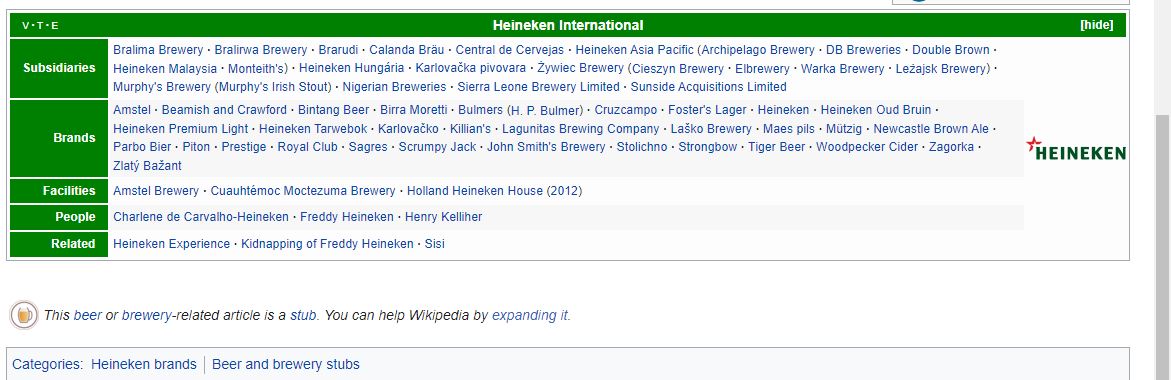 V · T · E Heineken International [hide]
Subsidiaries
Bralima Brewery · Bralirwa Brewery · Brarudi · Calanda Bräu · Central de Cervejas · Heineken Asia Pacific (Archipelago Brewery · DB Breweries · Double Brown ·
Heineken Malaysia · Monteith's) · Heineken Hungária · Karlovačka pivovara · Żywiec Brewery (Cieszyn Brewery · Elbrewery · Warka Brewery · Leżajsk Brewery) ·
Murphy's Brewery (Murphy's Irish Stout) · Nigerian Breweries · Sierra Leone Brewery Limited · Sunside Acquisitions Limited
Brands
Amstel · Beamish and Crawford · Bintang Beer · Birra Moretti · Bulmers (H. P. Bulmer) · Cruzcampo · Foster's Lager · Heineken · Heineken Oud Bruin ·
Heineken Premium Light · Heineken Tarwebok · Karlovačko · Killian's · Lagunitas Brewing Company · Laško Brewery · Maes pils · Mützig · Newcastle Brown Ale ·
Parbo Bier · Piton · Prestige · Royal Club · Sagres · Scrumpy Jack · John Smith's Brewery · Stolichno · Strongbow · Tiger Beer · Woodpecker Cider · Zagorka ·
Zlatý Bažant
HEINEKEN
Facilities
Amstel Brewery · Cuauhtémoc Moctezuma Brewery · Holland Heineken House (2012)
People
Charlene de Carvalho-Heineken · Freddy Heineken · Henry Kelliher
Related
Heineken Experience · Kidnapping of Freddy Heineken · Sisi
This beer or brewery-related article is a stub. You can help Wikipedia by expanding it.
Categories: Heineken brands | Beer and brewery stubs